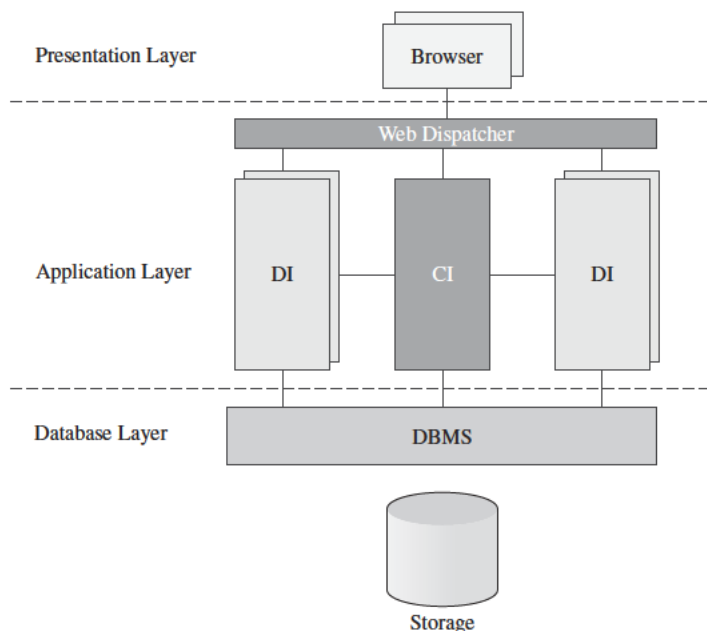 Presentation Layer
Browser
Web Dispatcher
Application Layer
DI
CI
DI
Database Layer
DBMS
Storage